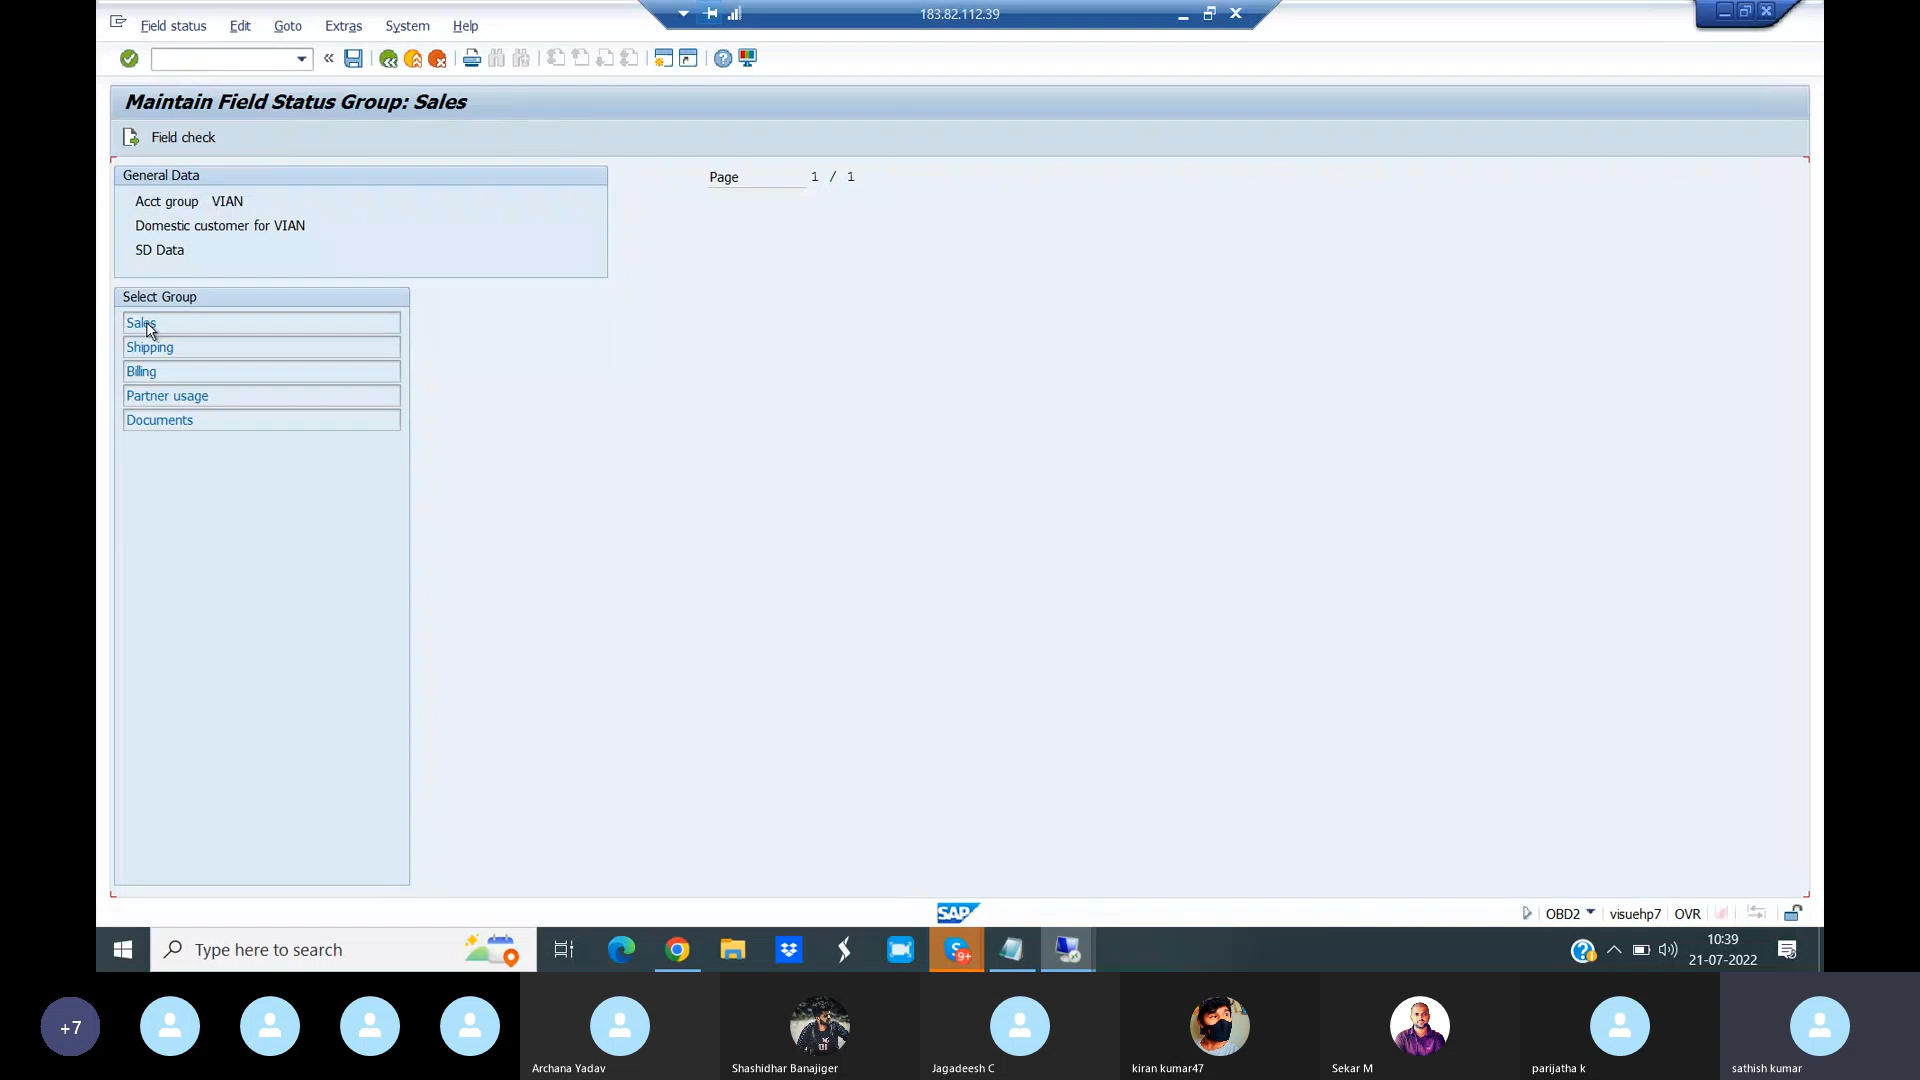 183.82.112.39
Field status Edit Goto Extras System Help
Maintain Field Status Group: Sales
Field check
General Data
Acct group VIAN
Domestic customer for VIAN
SD Data
Page 1 / 1
Select Group
Sales
Shipping
Billing
Partner usage
Documents
SAP
OBD2 visuehp7 OVR
Type here to search
9+
10:39
21-07-2022
+7
Archana Yadav
Shashidhar Banajiger
Jagadeesh C
kiran kumar47
Sekar M
parijatha k
sathish kumar